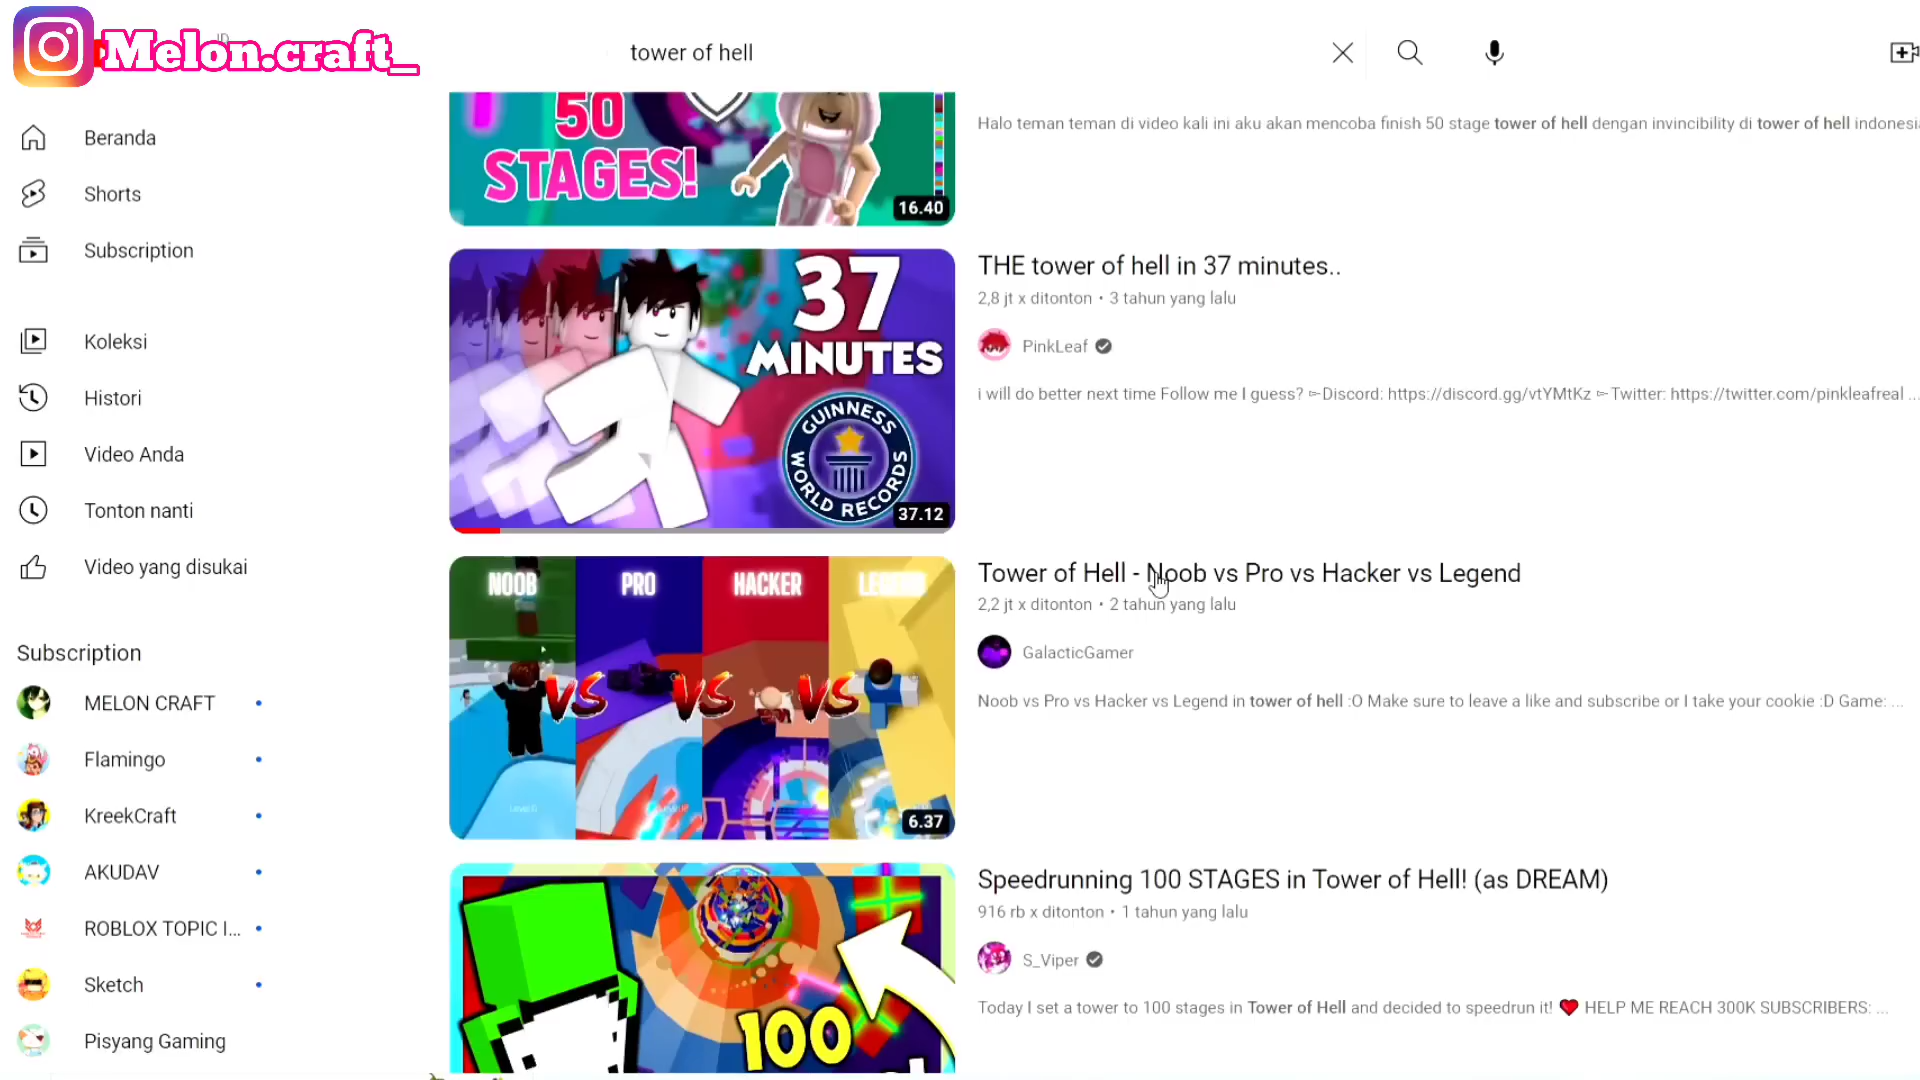 Melon.craft_
ID
tower of hell
Beranda
Shorts
Subscription
Koleksi
Histori
Video Anda
Tonton nanti
Video yang disukai
Subscription
MELON CRAFT
Flamingo
KreekCraft
AKUDAV
ROBLOX TOPIC I...
Sketch
Pisyang Gaming
50
STAGES!
16.40
Halo teman teman di video kali ini aku akan mencoba finish 50 stage tower of hell dengan invincibility di tower of hell indonesia
37
MINUTES
GUINNESS
WORLD RECORDS
37.12
THE tower of hell in 37 minutes..
2,8 jt x ditonton • 3 tahun yang lalu
PinkLeaf
i will do better next time Follow me I guess? ➳Discord: https://discord.gg/vtYMtKz ➳Twitter: https://twitter.com/pinkleafreal ...
NOOB PRO HACKER LEGEND
VS VS VS
6.37
Tower of Hell - Noob vs Pro vs Hacker vs Legend
2,2 jt x ditonton • 2 tahun yang lalu
GalacticGamer
Noob vs Pro vs Hacker vs Legend in tower of hell :O Make sure to leave a like and subscribe or I take your cookie :D Game: ...
100
Speedrunning 100 STAGES in Tower of Hell! (as DREAM)
916 rb x ditonton • 1 tahun yang lalu
S_Viper
Today I set a tower to 100 stages in Tower of Hell and decided to speedrun it! ❤️ HELP ME REACH 300K SUBSCRIBERS: ...